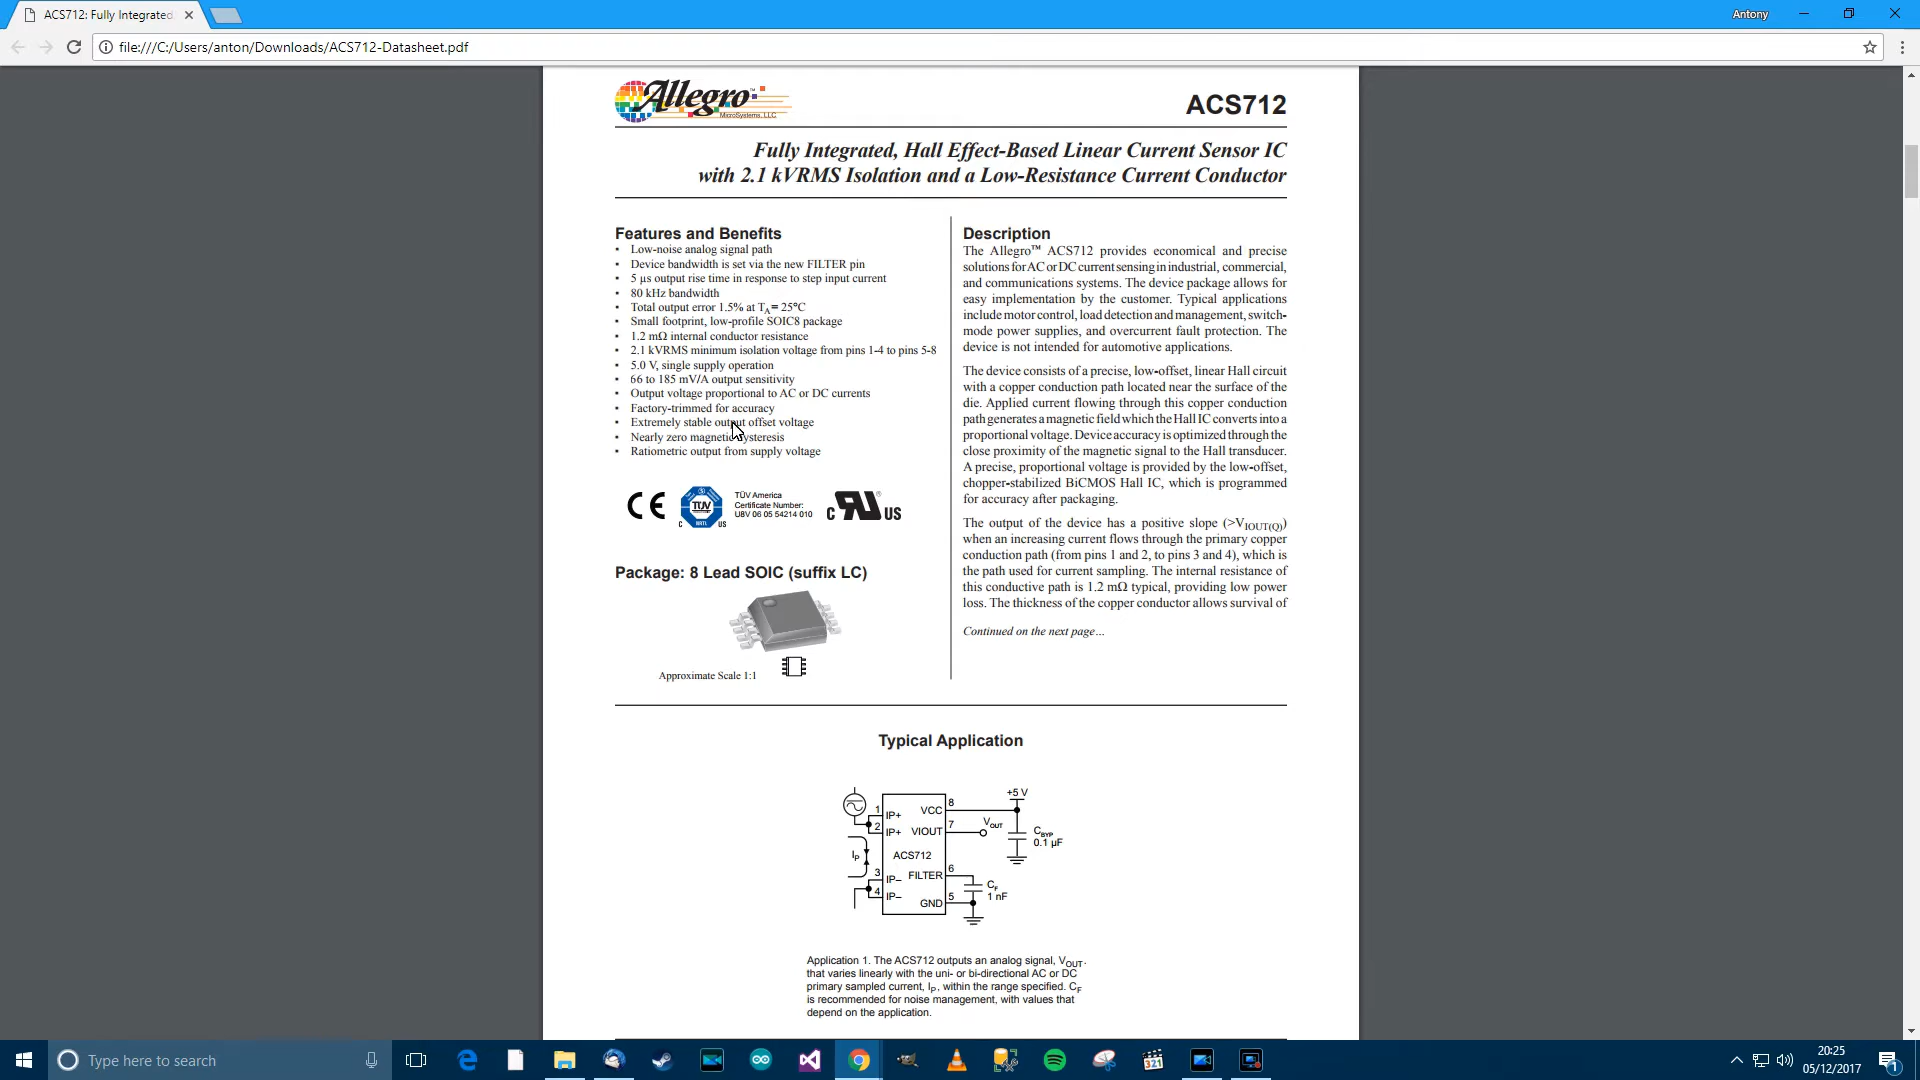 ACS712: Fully Integrated
Antony
file:///C:/Users/anton/Downloads/ACS712-Datasheet.pdf
Allegro™
MicroSystems, LLC
ACS712
Fully Integrated, Hall Effect-Based Linear Current Sensor IC
with 2.1 kVRMS Isolation and a Low-Resistance Current Conductor
Features and Benefits
▪ Low-noise analog signal path
▪ Device bandwidth is set via the new FILTER pin
▪ 5 µs output rise time in response to step input current
▪ 80 kHz bandwidth
▪ Total output error 1.5% at TA = 25°C
▪ Small footprint, low-profile SOIC8 package
▪ 1.2 mΩ internal conductor resistance
▪ 2.1 kVRMS minimum isolation voltage from pins 1-4 to pins 5-8
▪ 5.0 V, single supply operation
▪ 66 to 185 mV/A output sensitivity
▪ Output voltage proportional to AC or DC currents
▪ Factory-trimmed for accuracy
▪ Extremely stable output offset voltage
▪ Nearly zero magnetic hysteresis
▪ Ratiometric output from supply voltage
CE
TÜV
NRTL
C US
TÜV America
Certificate Number:
U8V 06 05 54214 010
c RU ® US
Package: 8 Lead SOIC (suffix LC)
Approximate Scale 1:1
Description
The Allegro™ ACS712 provides economical and precise
solutions for AC or DC current sensing in industrial, commercial,
and communications systems. The device package allows for
easy implementation by the customer. Typical applications
include motor control, load detection and management, switch-
mode power supplies, and overcurrent fault protection. The
device is not intended for automotive applications.
The device consists of a precise, low-offset, linear Hall circuit
with a copper conduction path located near the surface of the
die. Applied current flowing through this copper conduction
path generates a magnetic field which the Hall IC converts into a
proportional voltage. Device accuracy is optimized through the
close proximity of the magnetic signal to the Hall transducer.
A precise, proportional voltage is provided by the low-offset,
chopper-stabilized BiCMOS Hall IC, which is programmed
for accuracy after packaging.
The output of the device has a positive slope (>VIOUT(Q))
when an increasing current flows through the primary copper
conduction path (from pins 1 and 2, to pins 3 and 4), which is
the path used for current sampling. The internal resistance of
this conductive path is 1.2 mΩ typical, providing low power
loss. The thickness of the copper conductor allows survival of
Continued on the next page…
Typical Application
+5 V
1 IP+ VCC 8
2 IP+ VIOUT 7 VOUT
CBYP
0.1 µF
IP
ACS712
3 IP– FILTER 6
4 IP– GND 5
CF
1 nF
Application 1. The ACS712 outputs an analog signal, VOUT.
that varies linearly with the uni- or bi-directional AC or DC
primary sampled current, IP, within the range specified. CF
is recommended for noise management, with values that
depend on the application.
Type here to search
321
20:25
05/12/2017
1